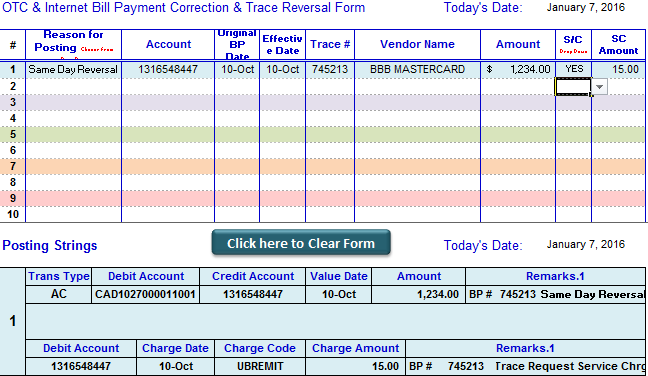 OTC & Internet Bill Payment Correction & Trace Reversal Form Today's Date: January 7, 2016
# Reason for Posting Choose from Account Original BP Date Effective Date Trace # Vendor Name Amount S/C Drop Down SC Amount
1 Same Day Reversal 1316548447 10-Oct 10-Oct 745213 BBB MASTERCARD $ 1,234.00 YES 15.00
2
3
4
5
6
7
8
9
10
Click here to Clear Form
Posting Strings Today's Date: January 7, 2016
Trans Type Debit Account Credit Account Value Date Amount Remarks.1
AC CAD1027000011001 1316548447 10-Oct 1,234.00 BP # 745213 Same Day Reversal
1
Debit Account Charge Date Charge Code Charge Amount Remarks.1
1316548447 10-Oct UBREMIT 15.00 BP # 745213 Trace Request Service Chrg